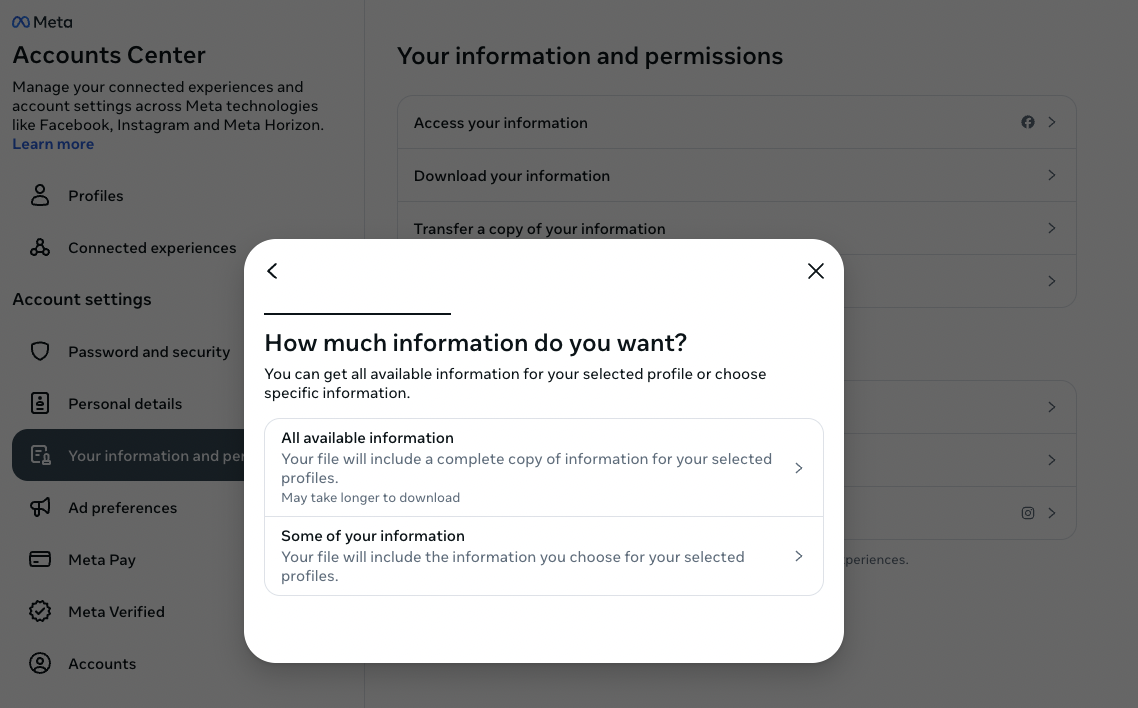 Meta
Accounts Center
Manage your connected experiences and
account settings across Meta technologies
like Facebook, Instagram and Meta Horizon.
Learn more
Profiles
Connected experiences
Account settings
Password and security
Personal details
Your information and per
Ad preferences
Meta Pay
Meta Verified
Accounts
Your information and permissions
Access your information
Download your information
Transfer a copy of your information
How much information do you want?
You can get all available information for your selected profile or choose
specific information.
All available information
Your file will include a complete copy of information for your selected
profiles.
May take longer to download
Some of your information
Your file will include the information you choose for your selected
profiles.
periences.